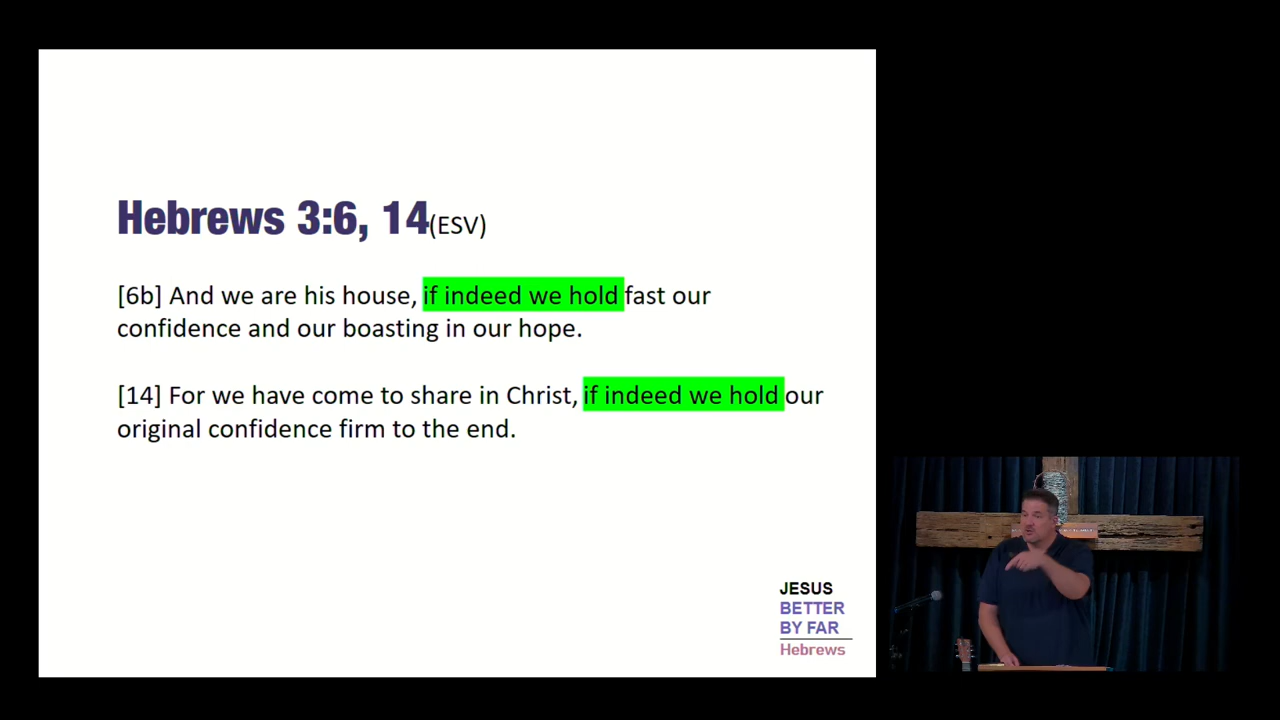 Hebrews 3:6, 14(ESV)
[6b] And we are his house, if indeed we hold fast our
confidence and our boasting in our hope.
[14] For we have come to share in Christ, if indeed we hold our
original confidence firm to the end.
JESUS
BETTER
BY FAR
Hebrews